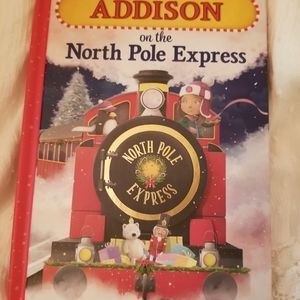 ADDISON
on the
North Pole Express
NORTH POLE
EXPRESS